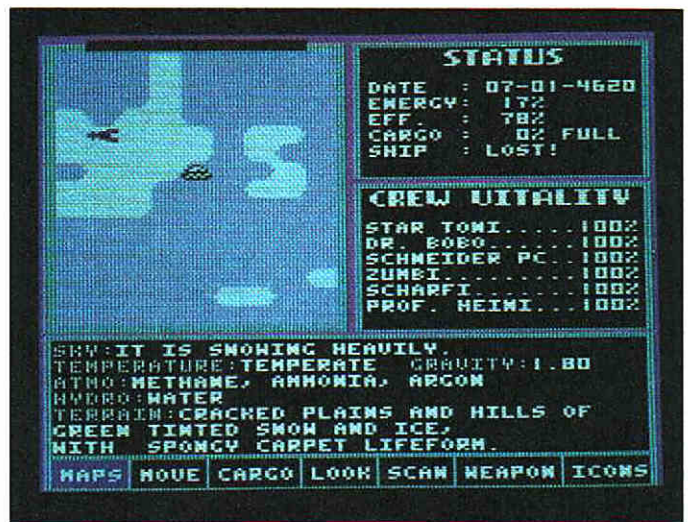 STATUS
DATE : 07-01-4620
ENERGY: 17%
EFF. : 78%
CARGO : 0% FULL
SHIP : LOST!
CREW VITALITY
STAR TOWI......100%
DR. BOBO.......100%
SCHNEIDER PC..100%
ZUMBI..........100%
SCHARFI........100%
PROF. HEIWI...100%
SKY:IT IS SNOWING HEAVILY.
TEMPERATURE:TEMPERATE GRAVITY:1.80
ATMO:METHANE, AMMONIA, ARGON
HYDRO:WATER
TERRAIN:CRACKED PLAINS AND HILLS OF
GREEN TINTED SNOW AND ICE,
WITH SPONGY CARPET LIFEFORM.
MAPS MOVE CARGO LOOK SCAN WEAPON ICONS